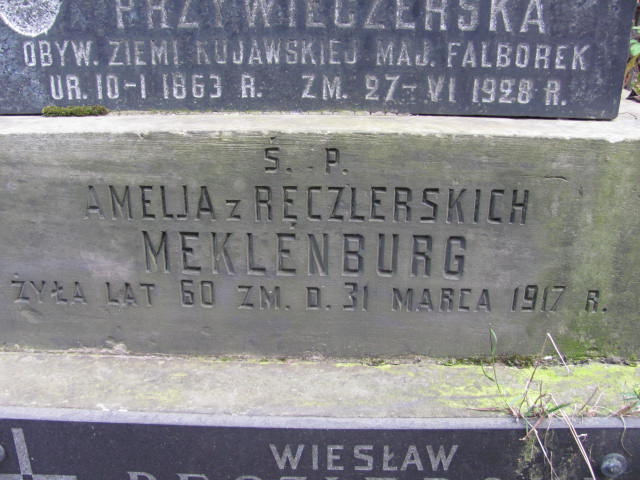 PRZYWIECZERSKA
OBYW. ZIEMI KUJAWSKIEJ MAJ. FALBOREK
UR. 10-I 1863 R. ZM. 27-VI 1928 R.
Ś. P.
AMELJA z RĘCZLERSKICH
MEKLENBURG
ŻYŁA LAT 60 ZM. D. 31 MARCA 1917 R.
WIESŁAW